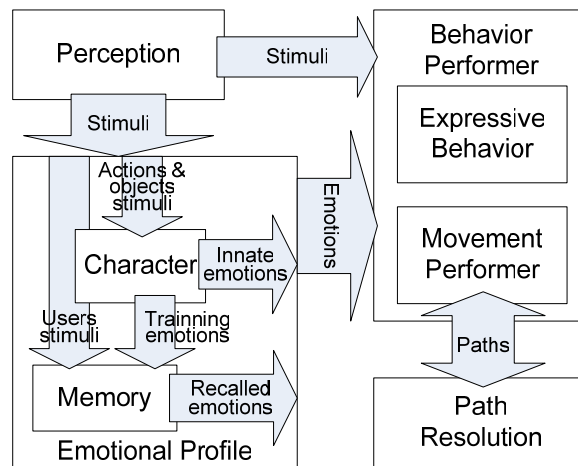 Perception
Stimuli
Behavior
Performer
Expressive
Behavior
Movement
Performer
Stimuli
Actions &
objects
stimuli
Emotions
Character
Innate
emotions
Users
stimuli
Trainning
emotions
Paths
Memory
Recalled
emotions
Emotional Profile
Path
Resolution